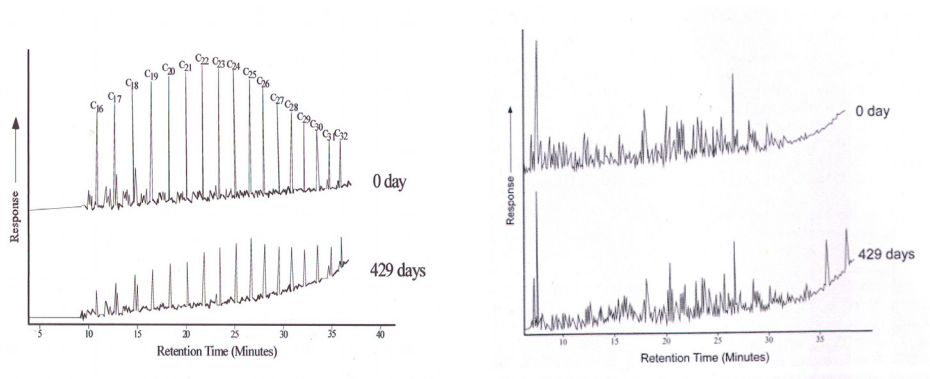 C22
C21 C23 C24
C20 C25
C19 C26
C18
C17 C27
C16 C28
C29
C30
C31 C32
0 day
Response
429 days
5 10 15 20 25 30 35 40
Retention Time (Minutes)
0 day
Response
429 days
10 15 20 25 30 35
Retention Time (Minutes)